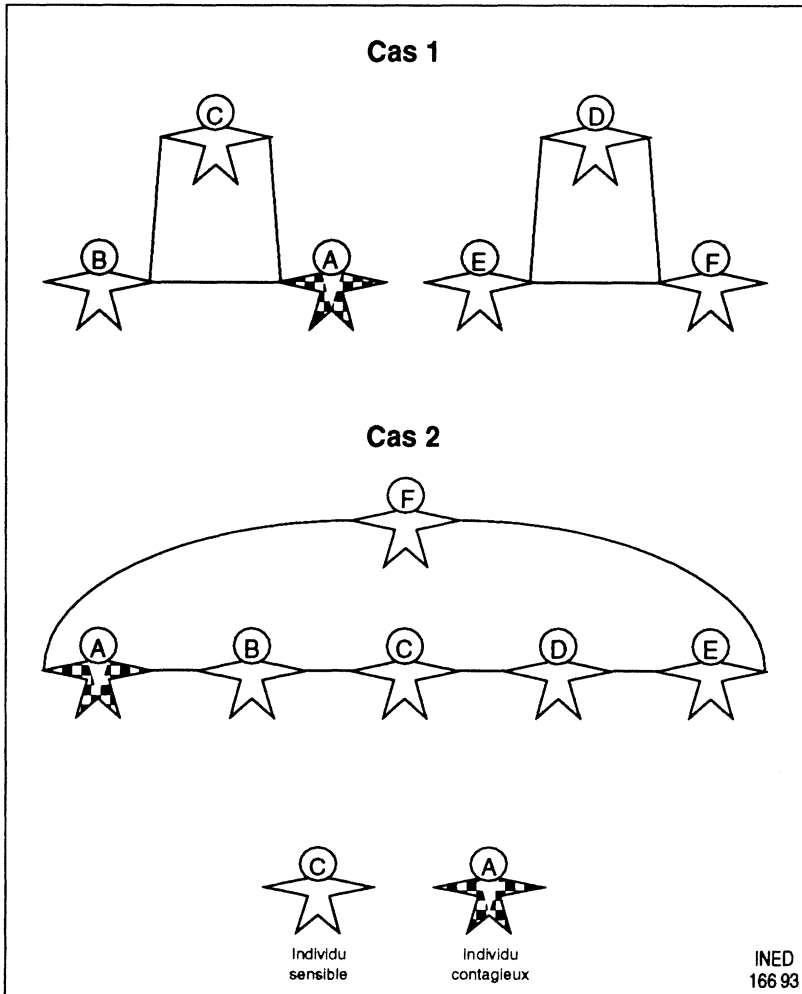 Cas 1
C D
B A E F
Cas 2
F
A B C D E
C A
Individu Individu
sensible contagieux
INED
166 93